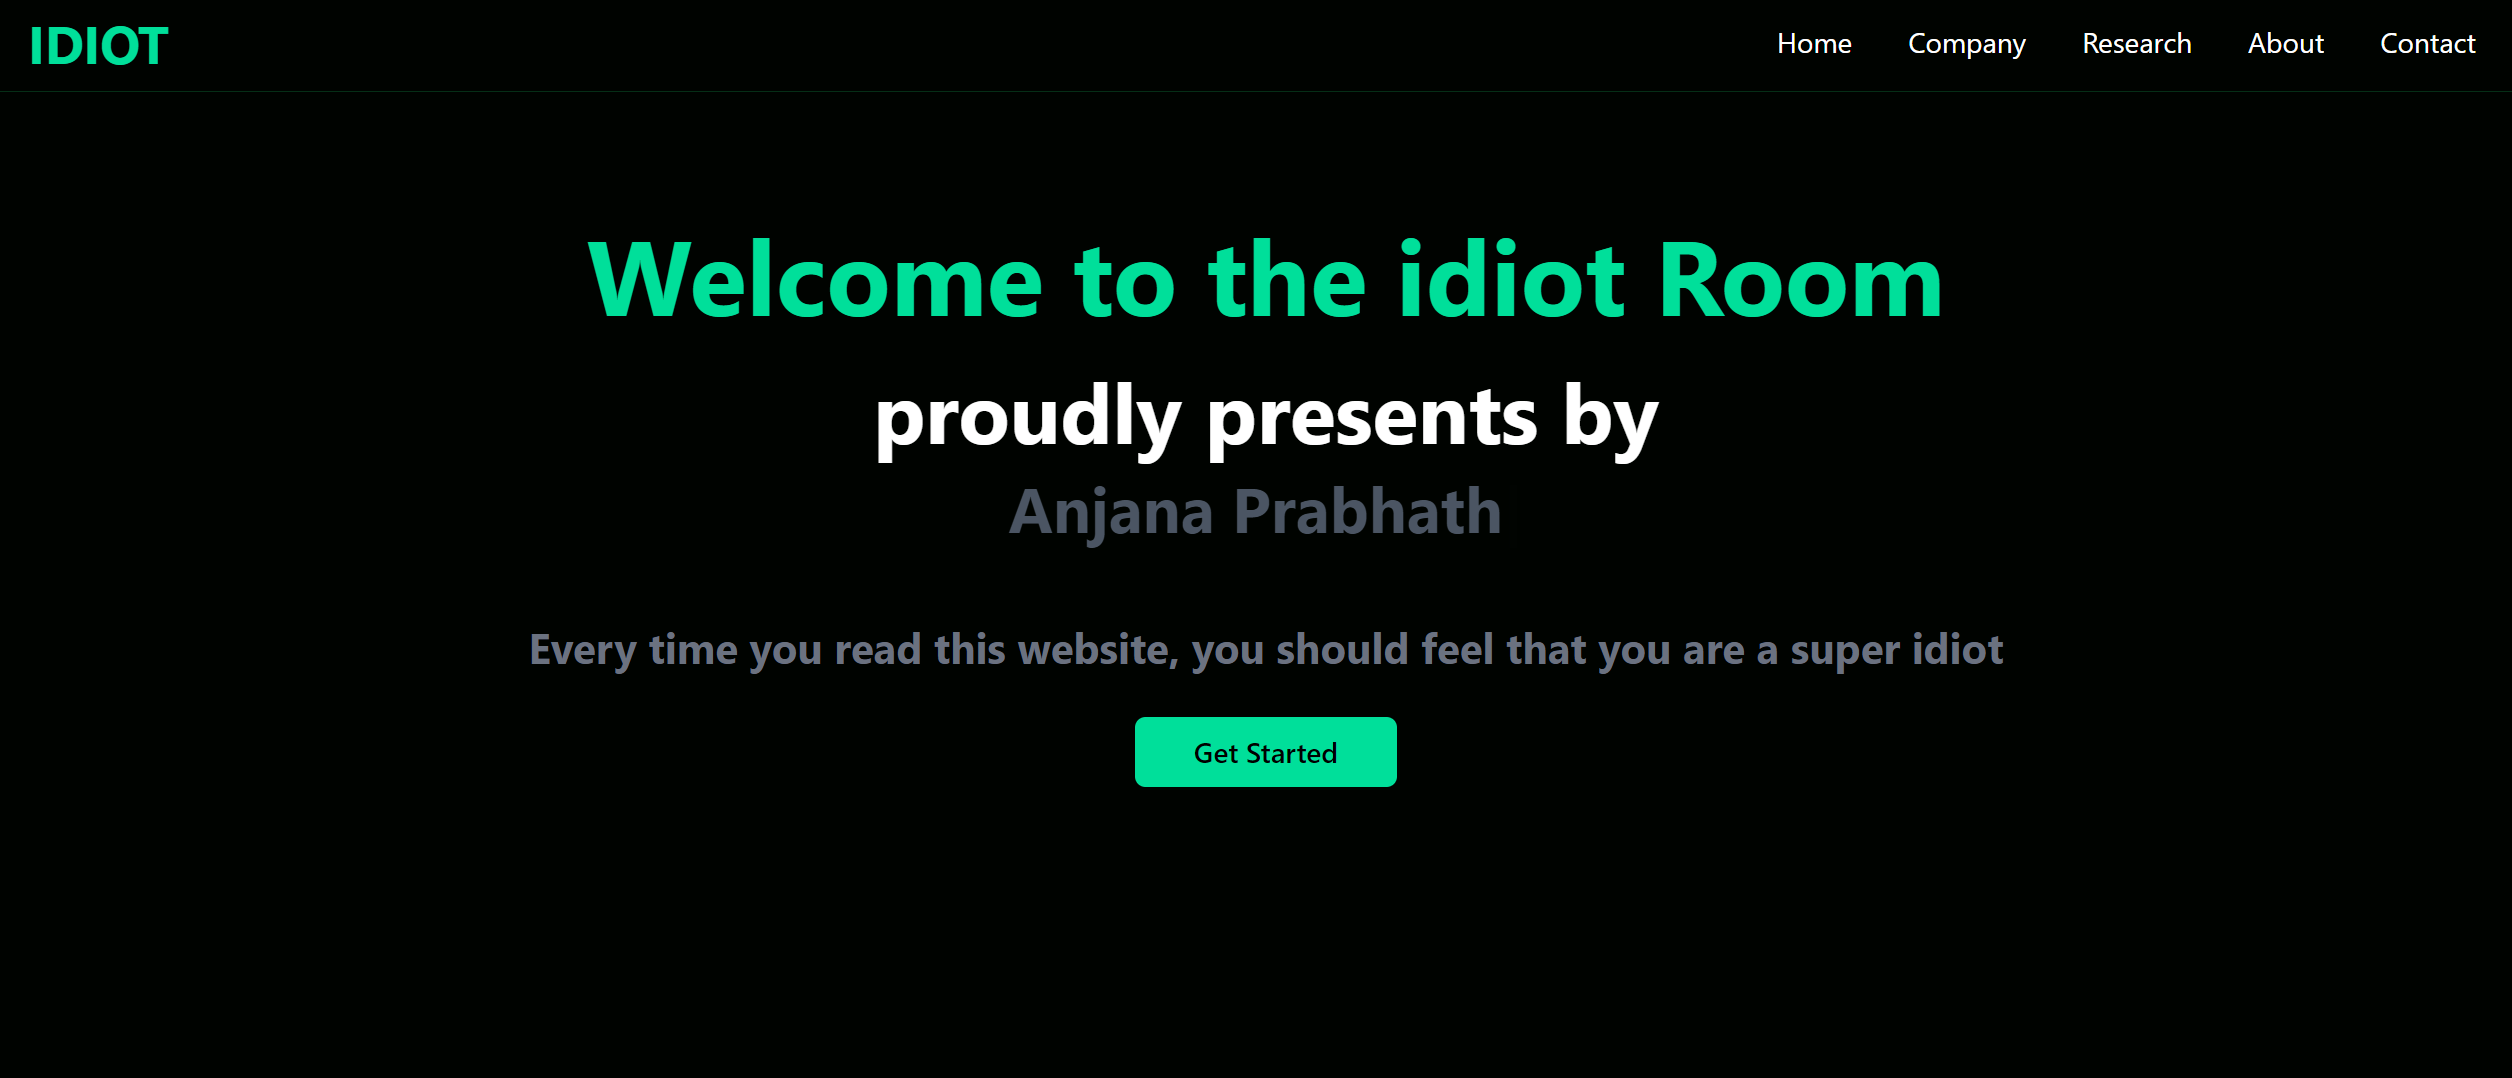 IDIOT
Home Company Research About Contact
Welcome to the idiot Room
proudly presents by
Anjana Prabhath
Every time you read this website, you should feel that you are a super idiot
Get Started